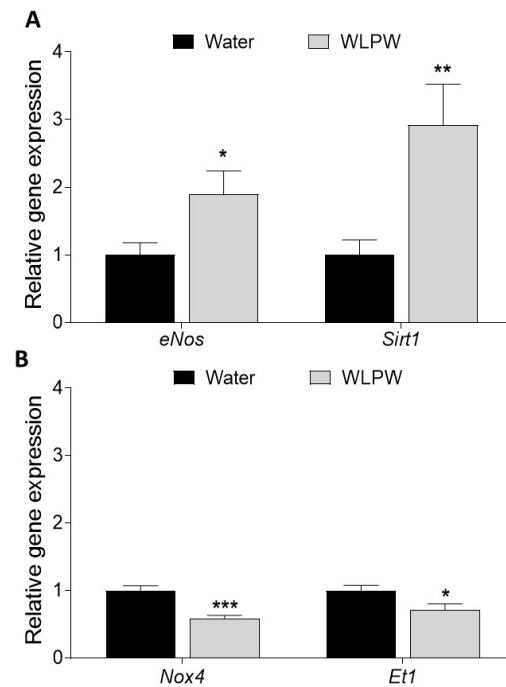 A
Water WLPW
Relative gene expression
4
3
2
1
0
* **
eNos Sirt1
B
Water WLPW
Relative gene expression
4
3
2
1
0
*** *
Nox4 Et1